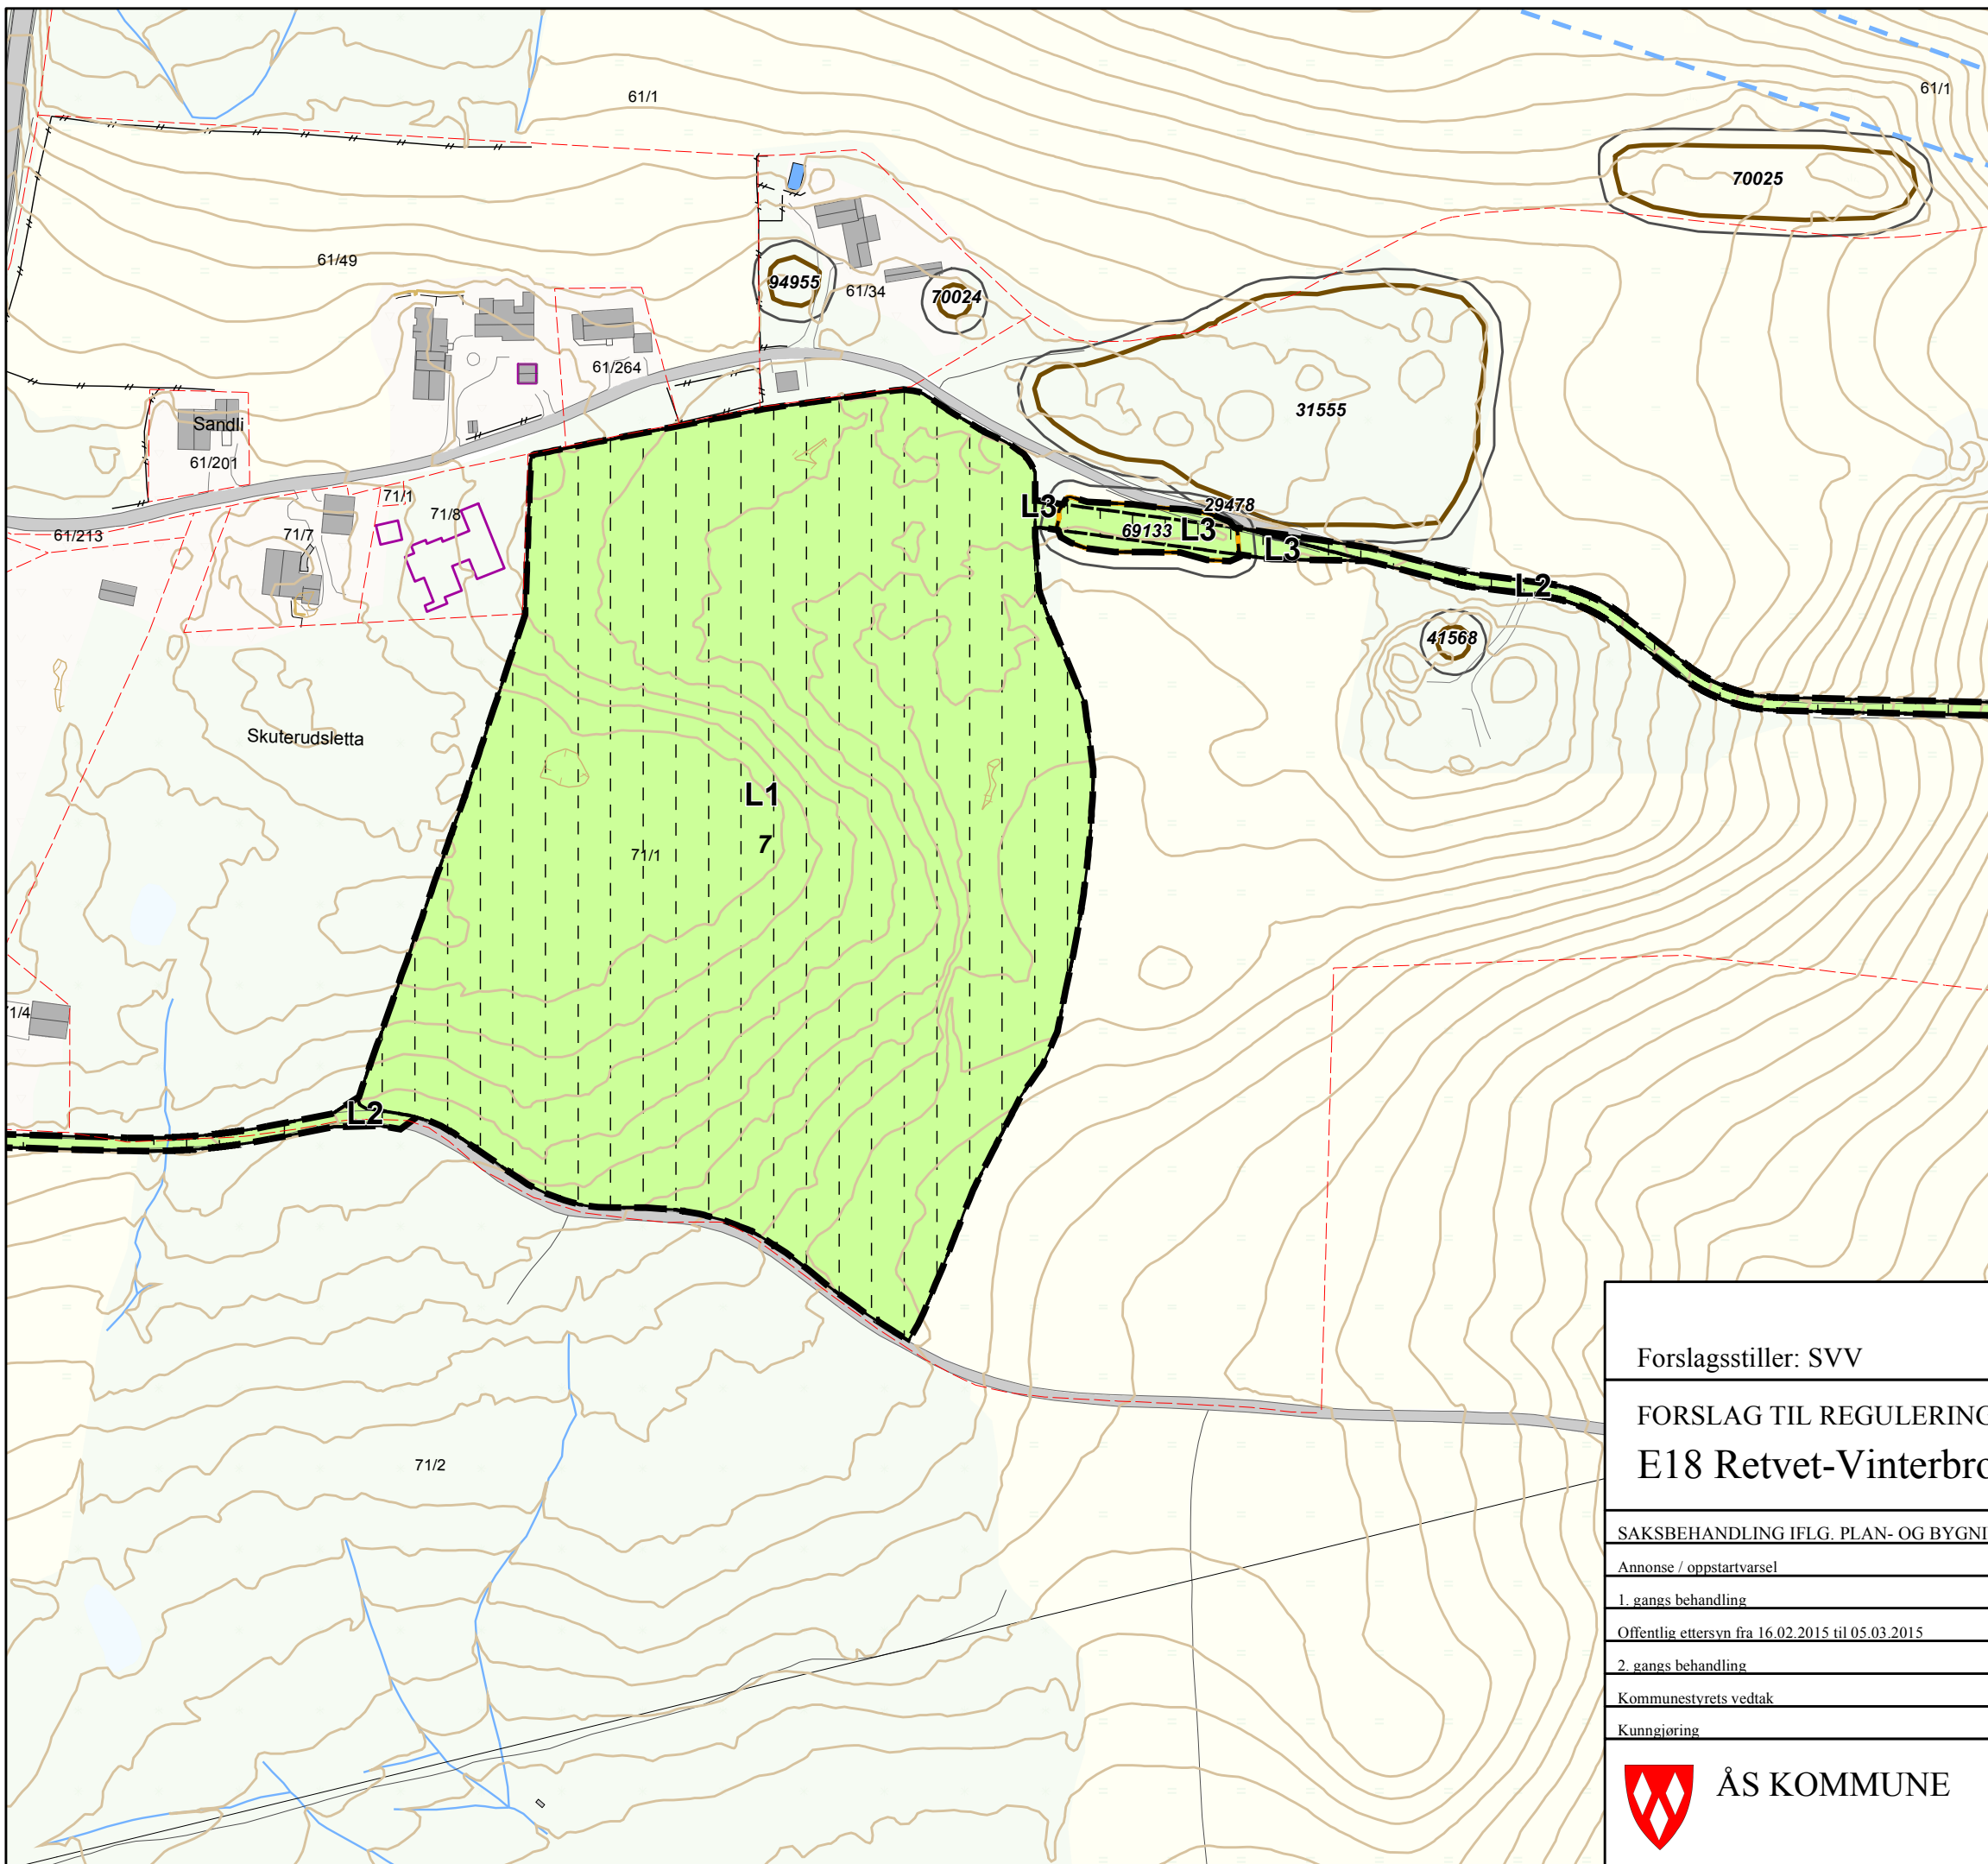 61/1
61/1
70025
61/49
94955
61/34
70024
61/264
31555
Sandli
61/201
71/1
71/8
L3
29478
61/213
71/7
69133
L3
L3
L2
41568
Skuterudsletta
L1
7
71/1
1/4
L2
71/2
Forslagsstiller: SVV
FORSLAG TIL REGULERING
E18 Retvet-Vinterbro
SAKSBEHANDLING IFLG. PLAN- OG BYGNI
Annonse / oppstartvarsel
1. gangs behandling
Offentlig ettersyn fra 16.02.2015 til 05.03.2015
2. gangs behandling
Kommunestyrets vedtak
Kunngjøring
ÅS KOMMUNE